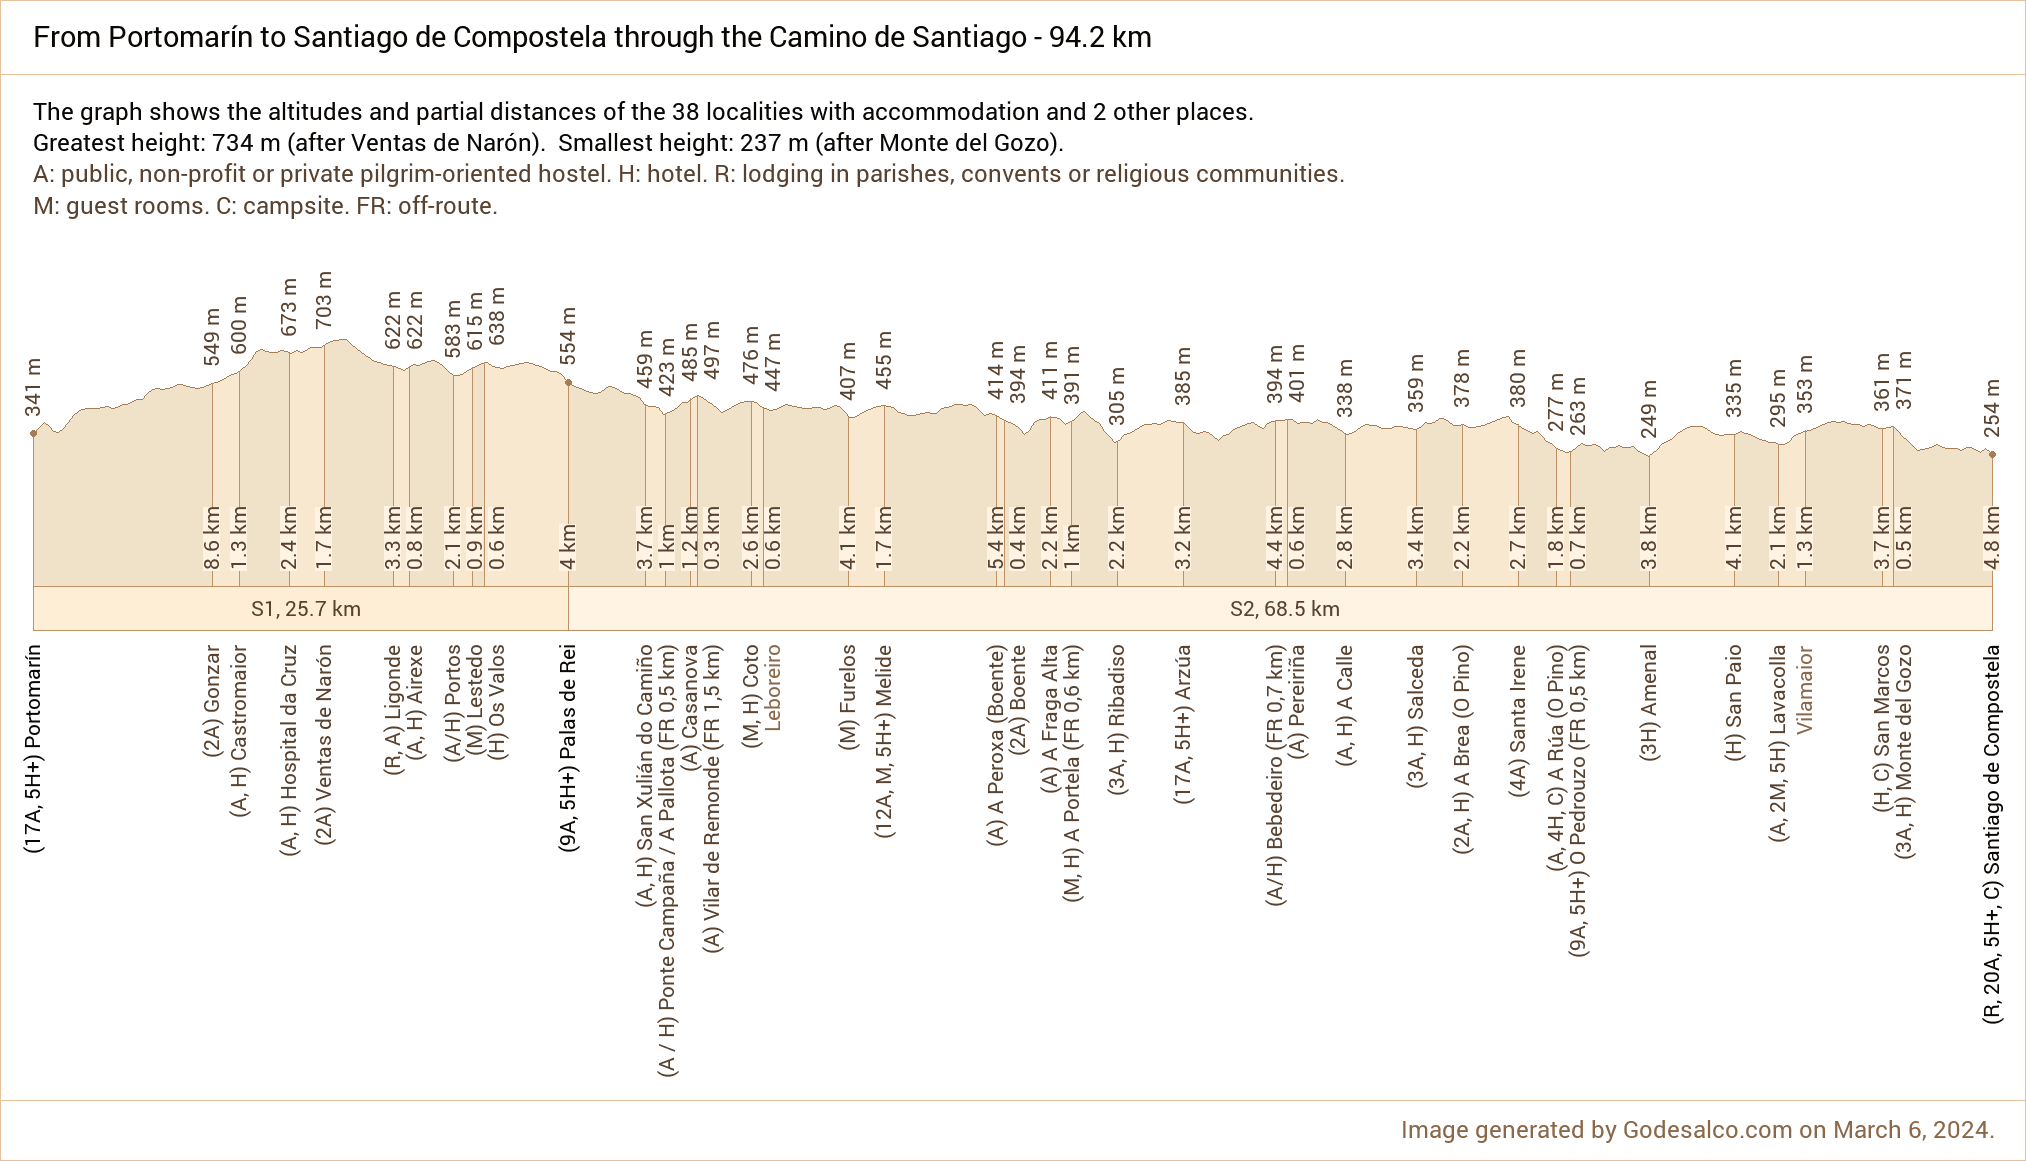 From Portomarín to Santiago de Compostela through the Camino de Santiago - 94.2 km
The graph shows the altitudes and partial distances of the 38 localities with accommodation and 2 other places.
Greatest height: 734 m (after Ventas de Narón).  Smallest height: 237 m (after Monte del Gozo).
A: public, non-profit or private pilgrim-oriented hostel. H: hotel. R: lodging in parishes, convents or religious communities.
M: guest rooms. C: campsite. FR: off-route.
341 m
549 m
600 m
673 m
703 m
622 m
622 m
583 m
615 m
638 m
554 m
459 m
423 m
485 m
497 m
476 m
447 m
407 m
455 m
414 m
394 m
411 m
391 m
305 m
385 m
394 m
401 m
338 m
359 m
378 m
380 m
277 m
263 m
249 m
335 m
295 m
353 m
361 m
371 m
254 m
8.6 km
1.3 km
2.4 km
1.7 km
3.3 km
0.8 km
2.1 km
0.9 km
0.6 km
4 km
3.7 km
1 km
1.2 km
0.3 km
2.6 km
0.6 km
4.1 km
1.7 km
5.4 km
0.4 km
2.2 km
1 km
2.2 km
3.2 km
4.4 km
0.6 km
2.8 km
3.4 km
2.2 km
2.7 km
1.8 km
0.7 km
3.8 km
4.1 km
2.1 km
1.3 km
3.7 km
0.5 km
4.8 km
S1, 25.7 km
S2, 68.5 km
(17A, 5H+) Portomarín
(2A) Gonzar
(A, H) Castromaior
(A, H) Hospital da Cruz
(2A) Ventas de Narón
(R, A) Ligonde
(A, H) Airexe
(A/H) Portos
(M) Lestedo
(H) Os Valos
(9A, 5H+) Palas de Rei
(A, H) San Xulián do Camiño
(A / H) Ponte Campaña / A Pallota (FR 0,5 km)
(A) Casanova
(A) Vilar de Remonde (FR 1,5 km)
(M, H) Coto
Leboreiro
(M) Furelos
(12A, M, 5H+) Melide
(A) A Peroxa (Boente)
(2A) Boente
(A) A Fraga Alta
(M, H) A Portela (FR 0,6 km)
(3A, H) Ribadiso
(17A, 5H+) Arzúa
(A/H) Bebedeiro (FR 0,7 km)
(A) Pereiriña
(A, H) A Calle
(3A, H) Salceda
(2A, H) A Brea (O Pino)
(4A) Santa Irene
(A, 4H, C) A Rúa (O Pino)
(9A, 5H+) O Pedrouzo (FR 0,5 km)
(3H) Amenal
(H) San Paio
(A, 2M, 5H) Lavacolla
Vilamaior
(H, C) San Marcos
(3A, H) Monte del Gozo
(R, 20A, 5H+, C) Santiago de Compostela
Image generated by Godesalco.com on March 6, 2024.